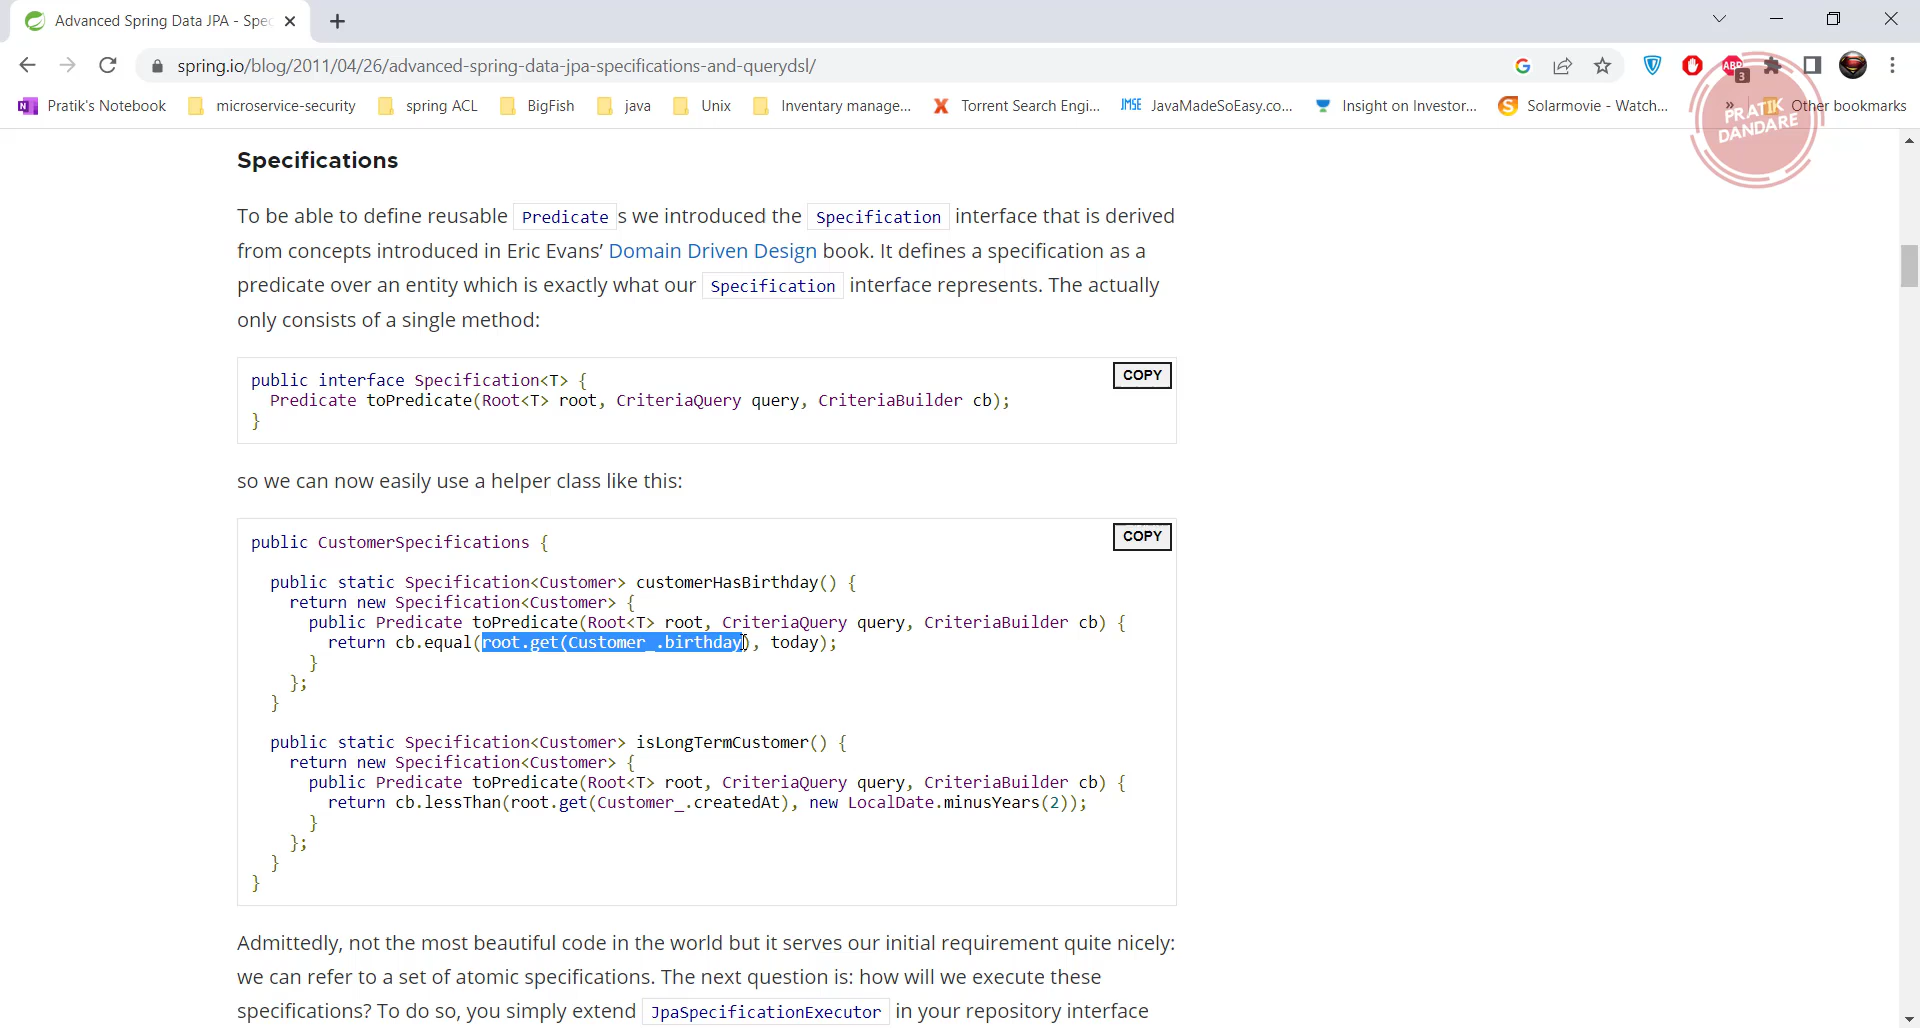 Advanced Spring Data JPA - Spec
spring.io/blog/2011/04/26/advanced-spring-data-jpa-specifications-and-querydsl/
ABP
3
Pratik's Notebook
microservice-security
spring ACL
BigFish
java
Unix
Inventary manage...
Torrent Search Engi...
JMSE
JavaMadeSoEasy.co...
Insight on Investor...
Solarmovie - Watch...
»
Other bookmarks
PRATIK
DANDARE
Specifications
To be able to define reusable Predicates we introduced the Specification interface that is derived
from concepts introduced in Eric Evans’ Domain Driven Design book. It defines a specification as a
predicate over an entity which is exactly what our Specification interface represents. The actually
only consists of a single method:
COPY
public interface Specification<T> {
Predicate toPredicate(Root<T> root, CriteriaQuery query, CriteriaBuilder cb);
}
so we can now easily use a helper class like this:
COPY
public CustomerSpecifications {
public static Specification<Customer> customerHasBirthday() {
return new Specification<Customer> {
public Predicate toPredicate(Root<T> root, CriteriaQuery query, CriteriaBuilder cb) {
return cb.equal(root.get(Customer_.birthday), today);
}
};
}
public static Specification<Customer> isLongTermCustomer() {
return new Specification<Customer> {
public Predicate toPredicate(Root<T> root, CriteriaQuery query, CriteriaBuilder cb) {
return cb.lessThan(root.get(Customer_.createdAt), new LocalDate.minusYears(2));
}
};
}
}
Admittedly, not the most beautiful code in the world but it serves our initial requirement quite nicely:
we can refer to a set of atomic specifications. The next question is: how will we execute these
specifications? To do so, you simply extend JpaSpecificationExecutor in your repository interface